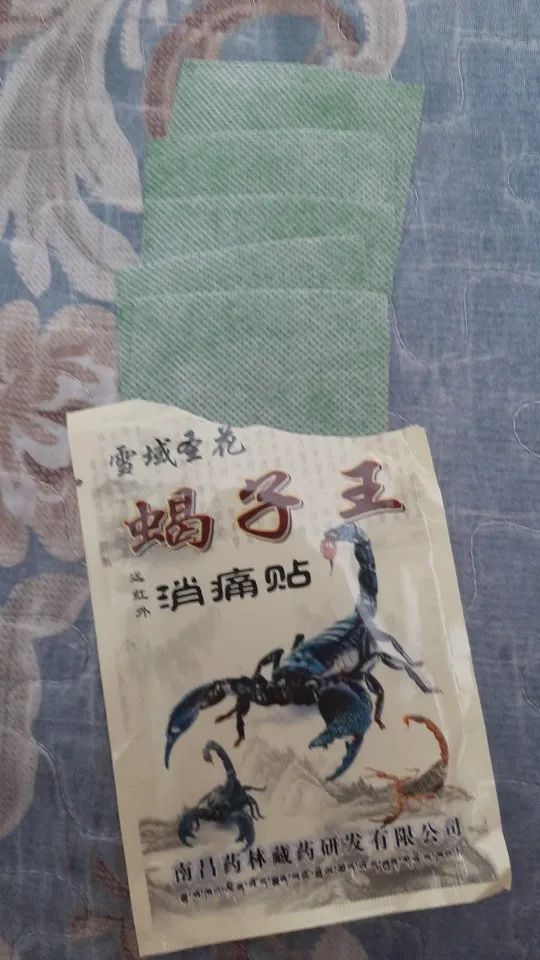 雪域圣花
蝎子王
远红外
消痛贴
南昌药林藏药研发有限公司